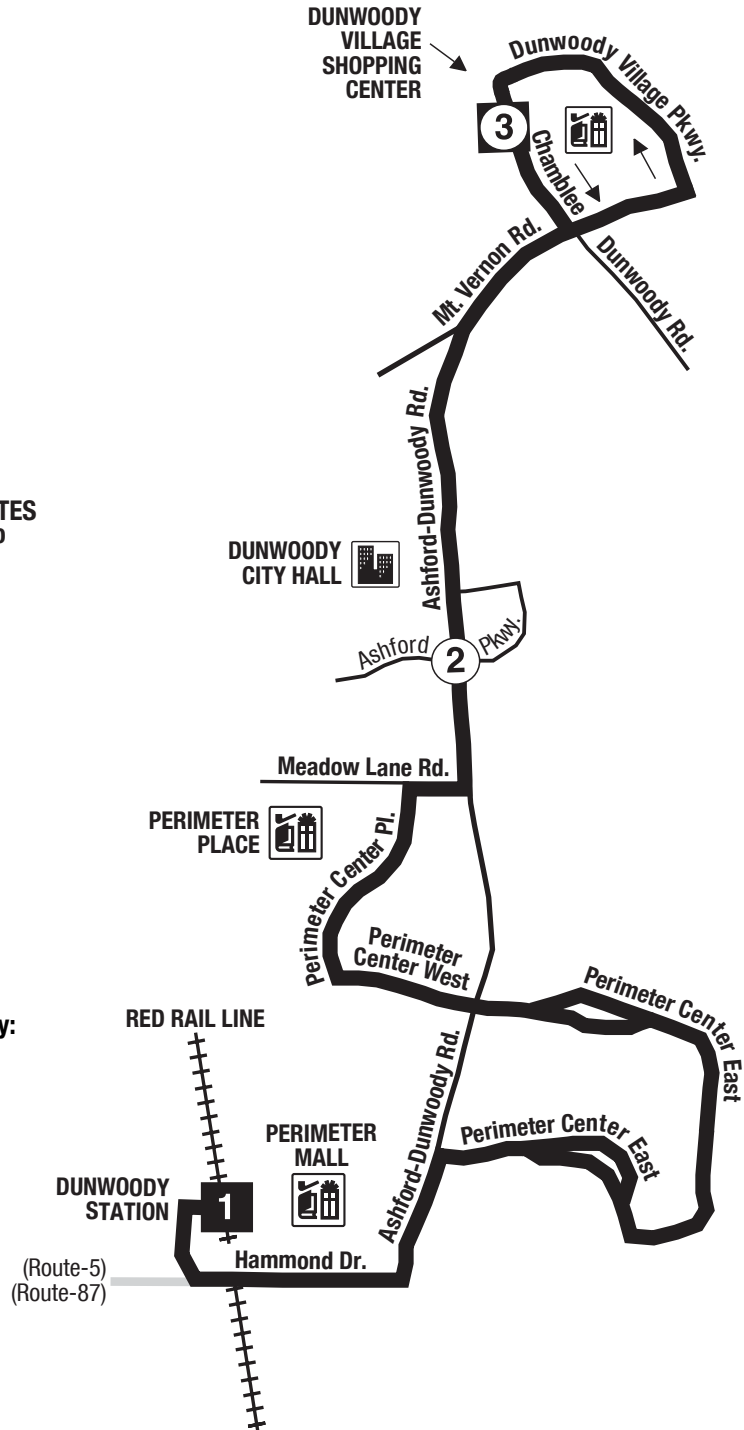 DUNWOODY
VILLAGE
SHOPPING
CENTER
Dunwoody Village Pkwy.
3
Chamblee
Dunwoody Rd.
Mt. Vernon Rd.
Ashford-Dunwoody Rd.
TES
DUNWOODY
CITY HALL
Ashford
2
Pkwy.
Meadow Lane Rd.
PERIMETER
PLACE
Perimeter Center Pl.
Perimeter
Center West
Perimeter Center East
y:
RED RAIL LINE
Ashford-Dunwoody Rd.
PERIMETER
MALL
Perimeter Center East
DUNWOODY
STATION
1
Hammond Dr.
(Route-5)
(Route-87)